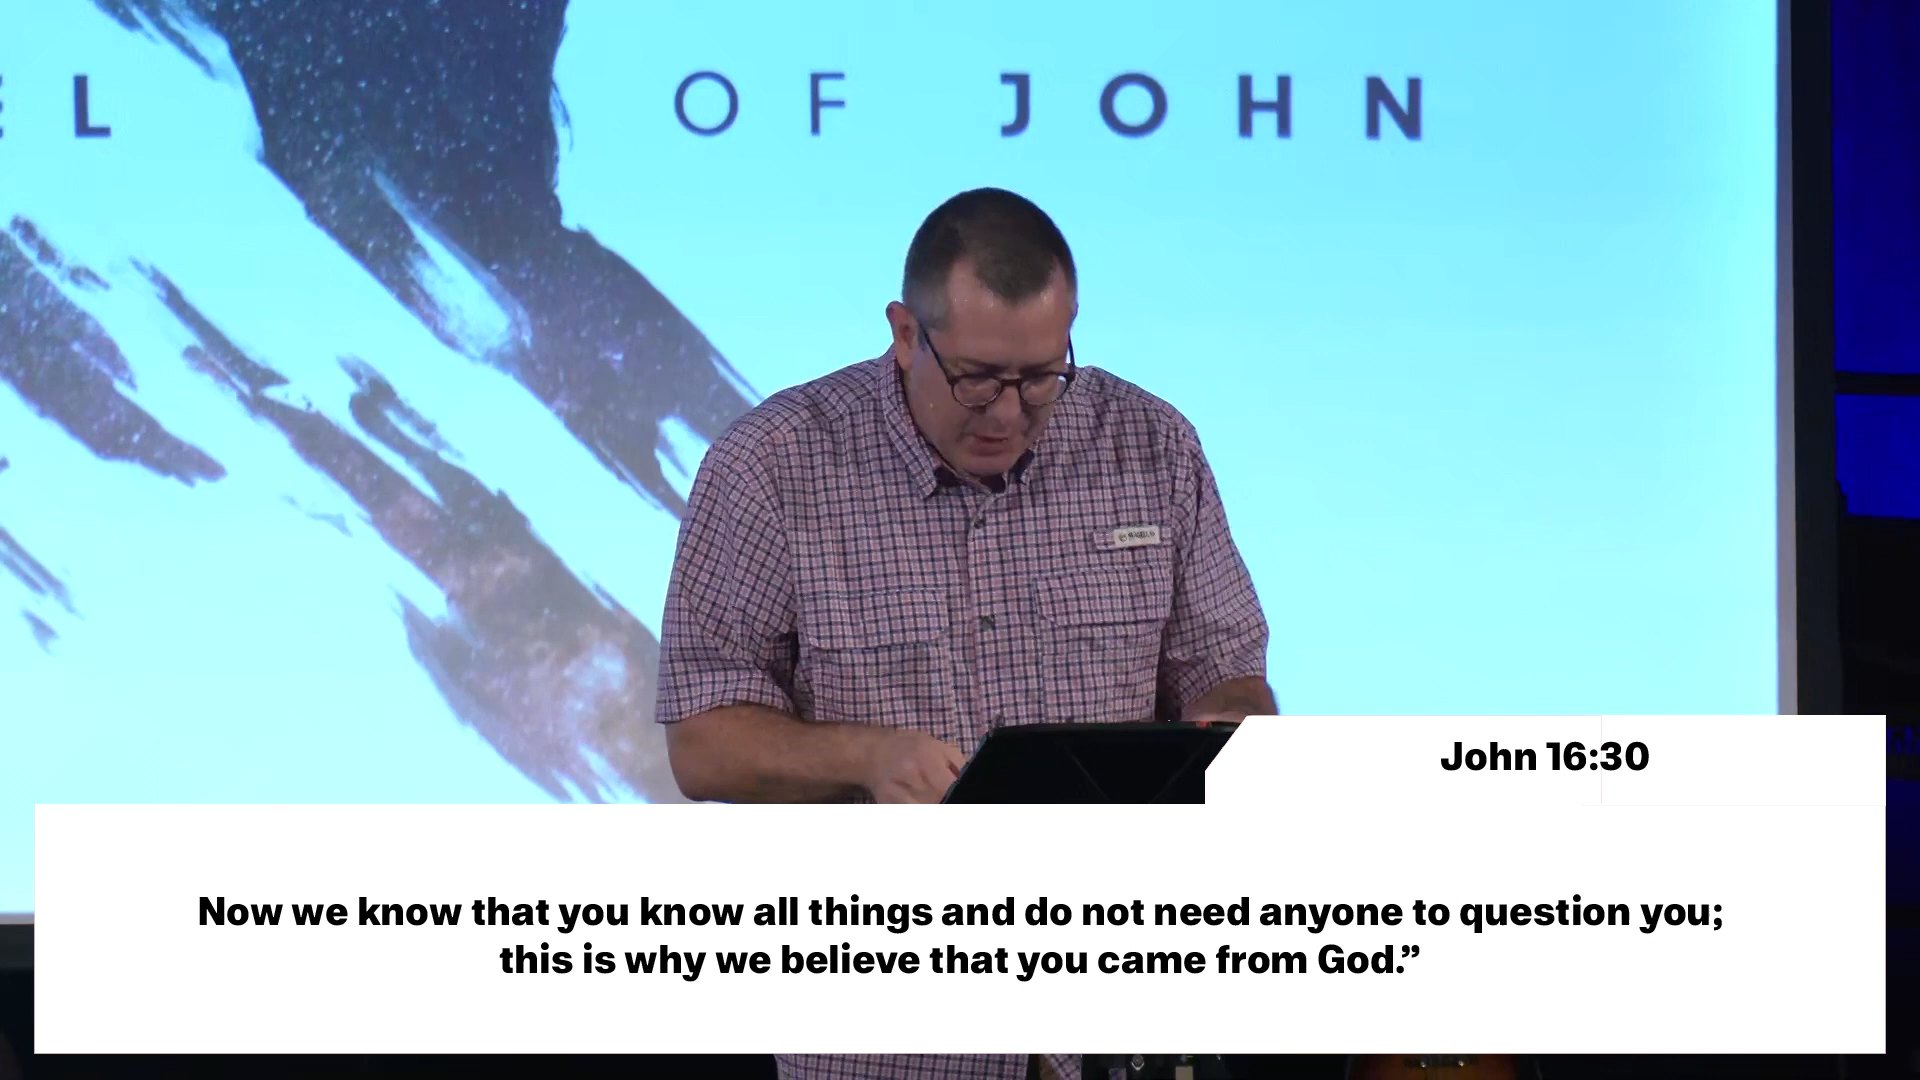 EL OF JOHN
John 16:30
Now we know that you know all things and do not need anyone to question you;
this is why we believe that you came from God.”